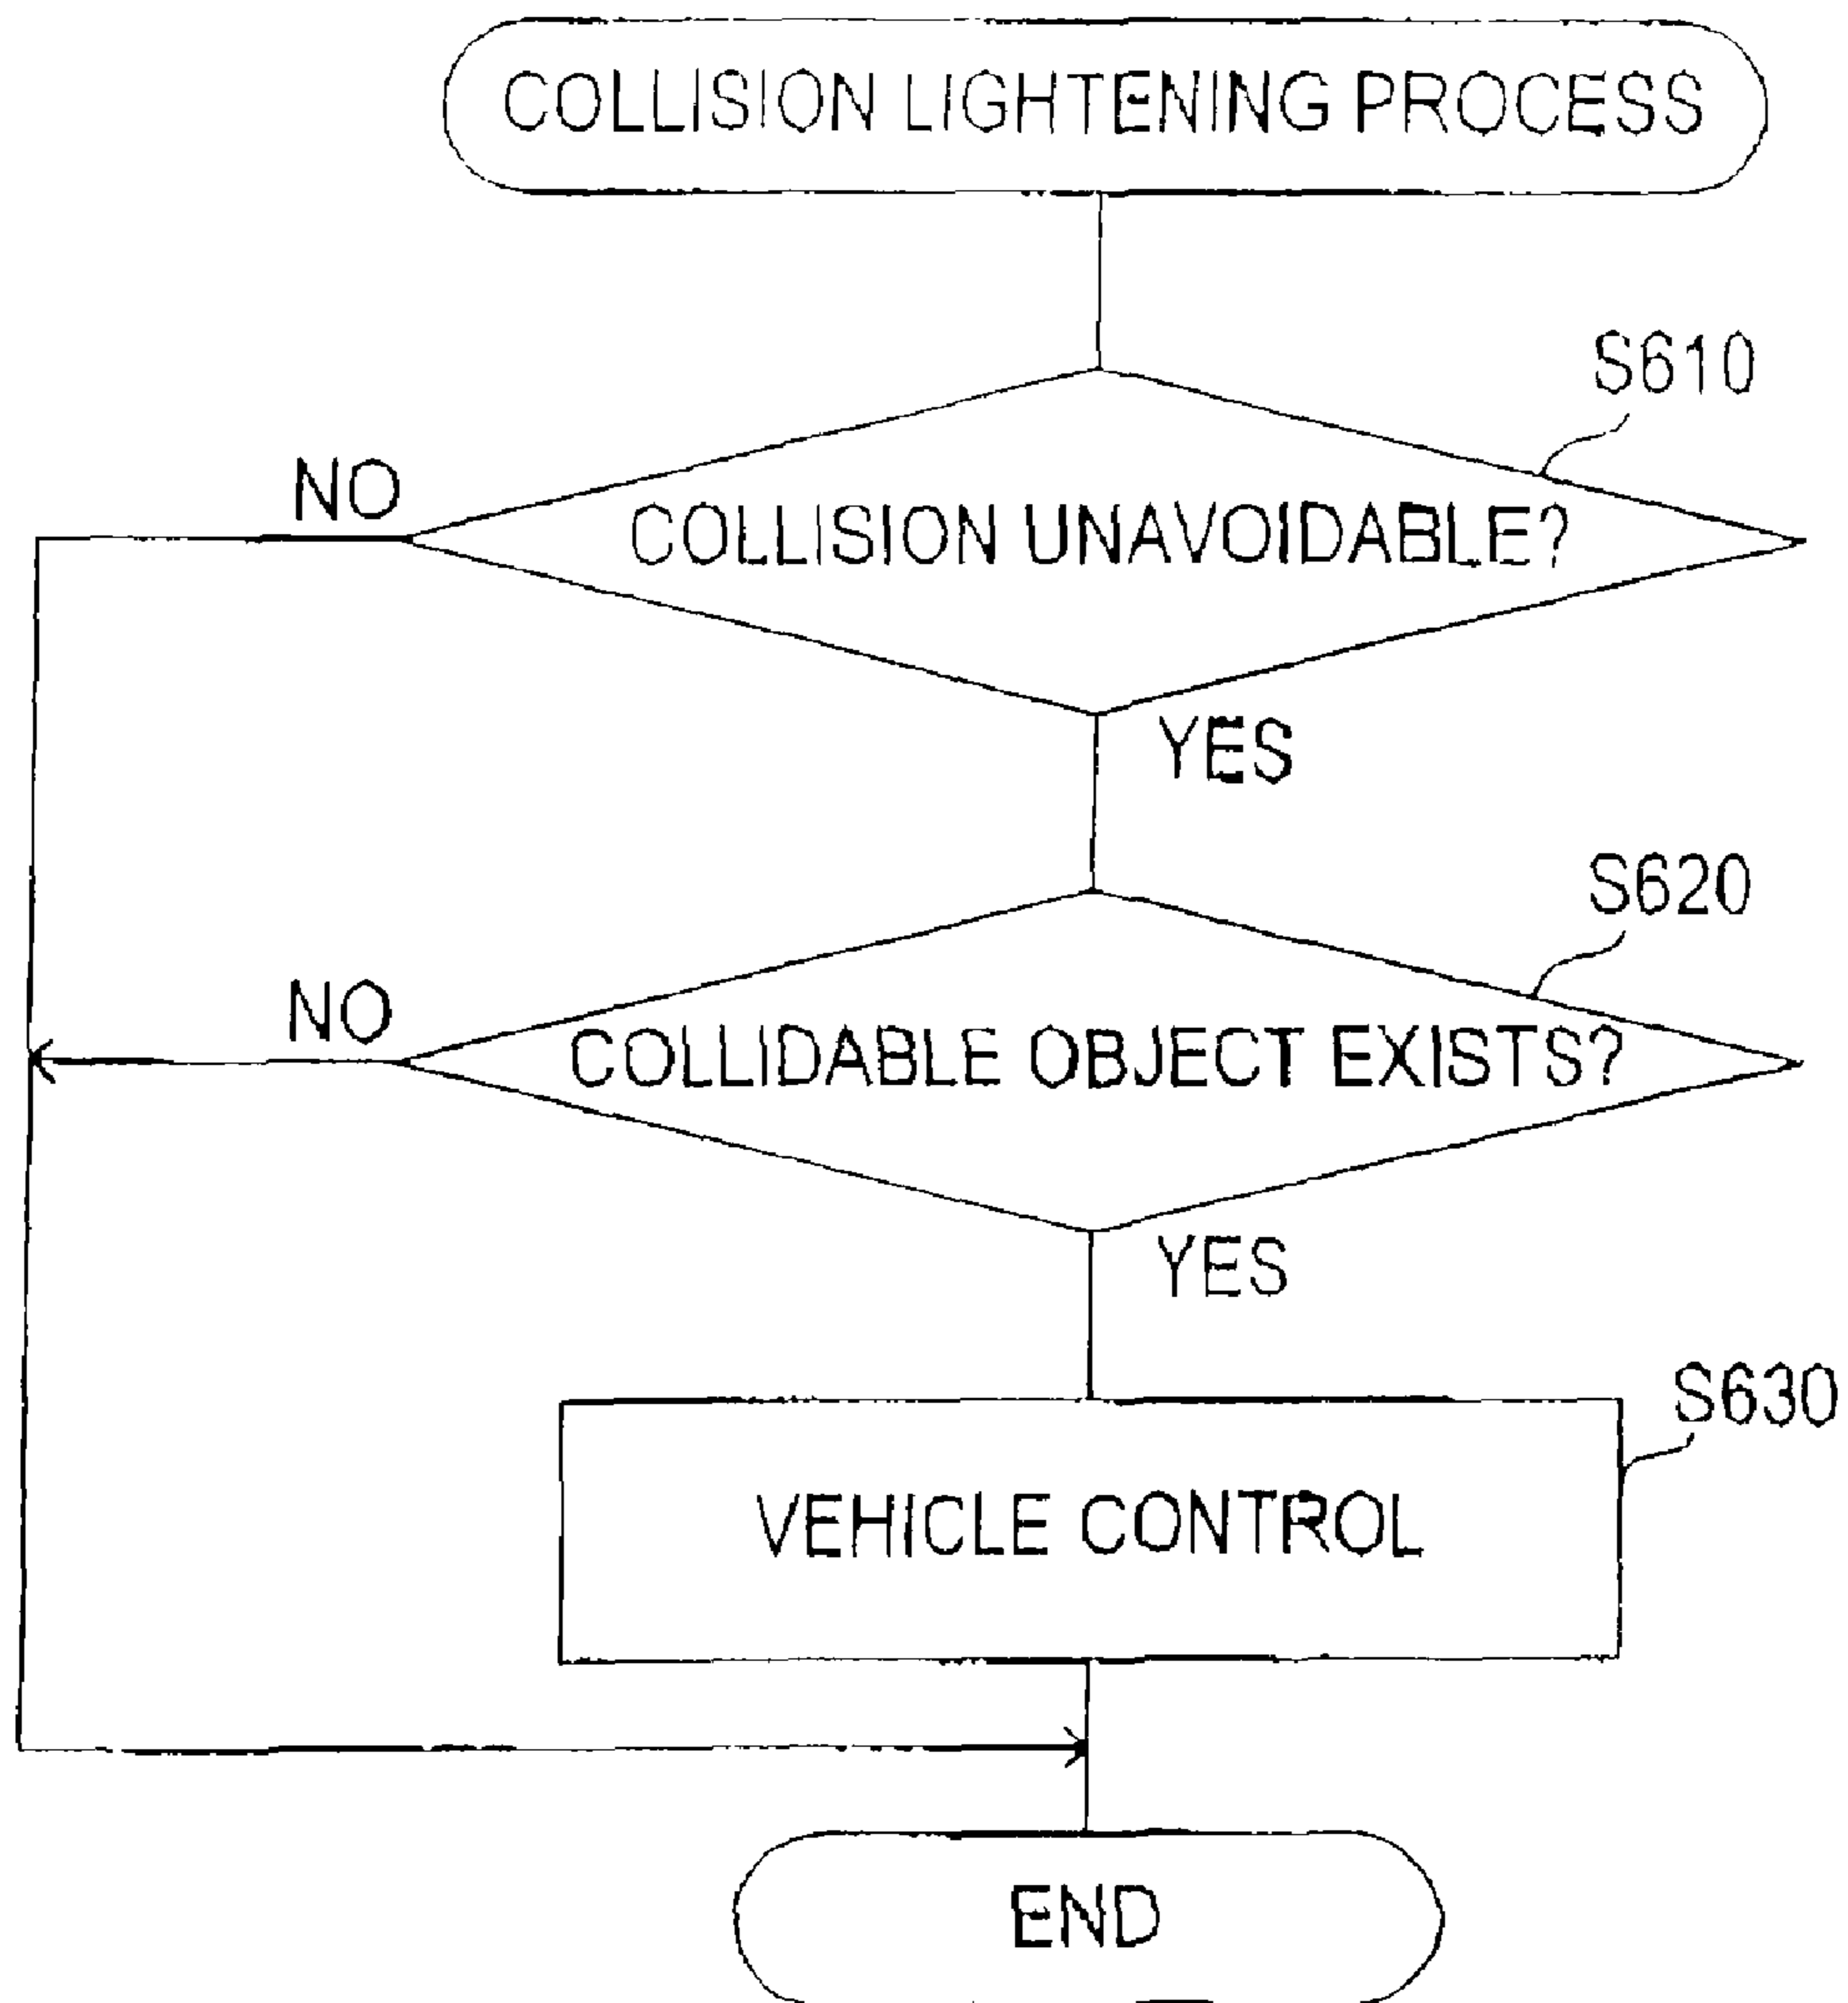 COLLISION LIGHTENING PROCESS
S610
NO
COLLISION UNAVOIDABLE?
YES
S620
NO
COLLIDABLE OBJECT EXISTS?
YES
S630
VEHICLE CONTROL
END